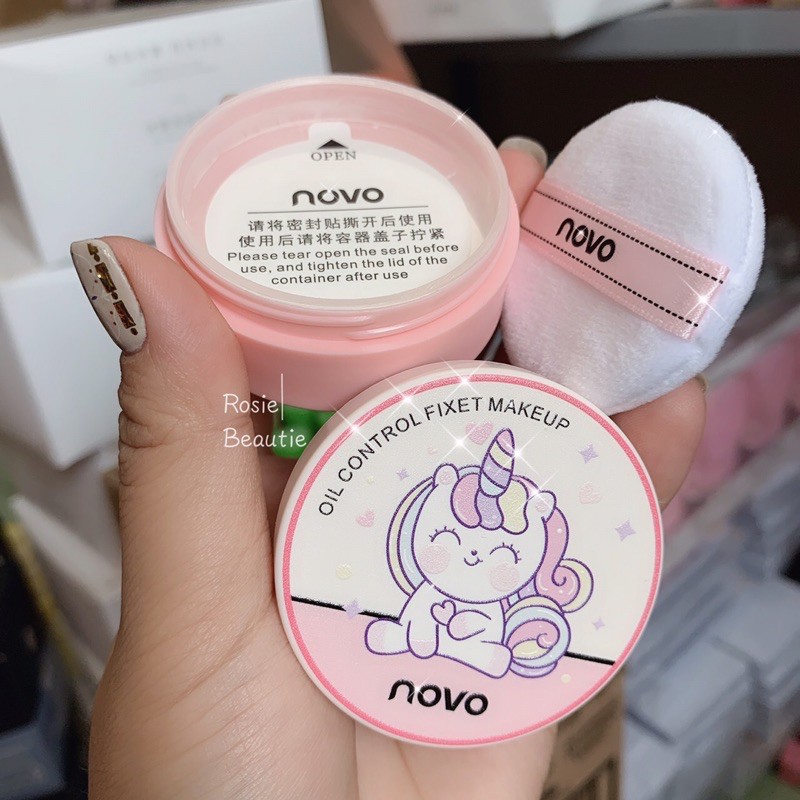 OPEN
novo
请将密封贴撕开后使用
使用后请将容器盖子拧紧
Please tear open the seal before
use, and tighten the lid of the
container after use
novo
Rosie
Beautie
OIL CONTROL FIXET MAKEUP
novo